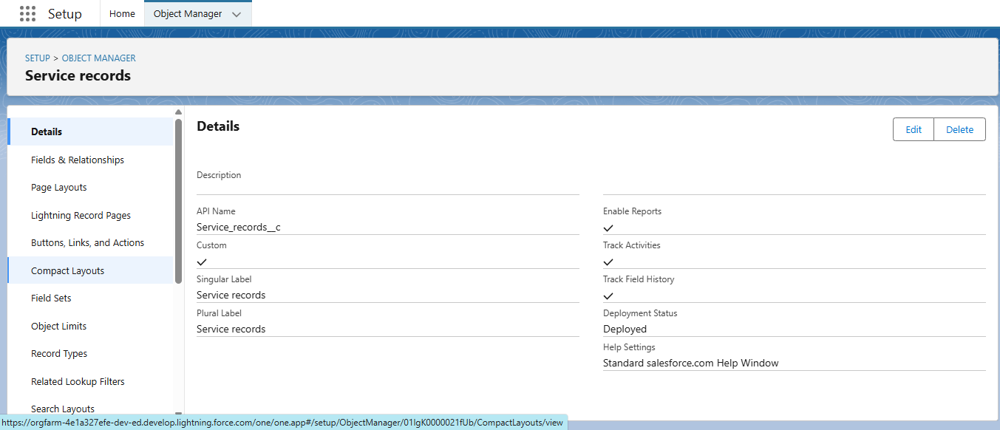 Setup Home Object Manager
SETUP > OBJECT MANAGER
Service records
Details
Fields & Relationships
Page Layouts
Lightning Record Pages
Buttons, Links, and Actions
Compact Layouts
Field Sets
Object Limits
Record Types
Related Lookup Filters
Search Layouts
Details
Edit Delete
Description
API Name
Service_records__c
Custom
Singular Label
Service records
Plural Label
Service records
Enable Reports
Track Activities
Track Field History
Deployment Status
Deployed
Help Settings
Standard salesforce.com Help Window
https://orgfarm-4e1a327efe-dev-ed.develop.lightning.force.com/one/one.app#/setup/ObjectManager/01IgK0000021fUb/CompactLayouts/view